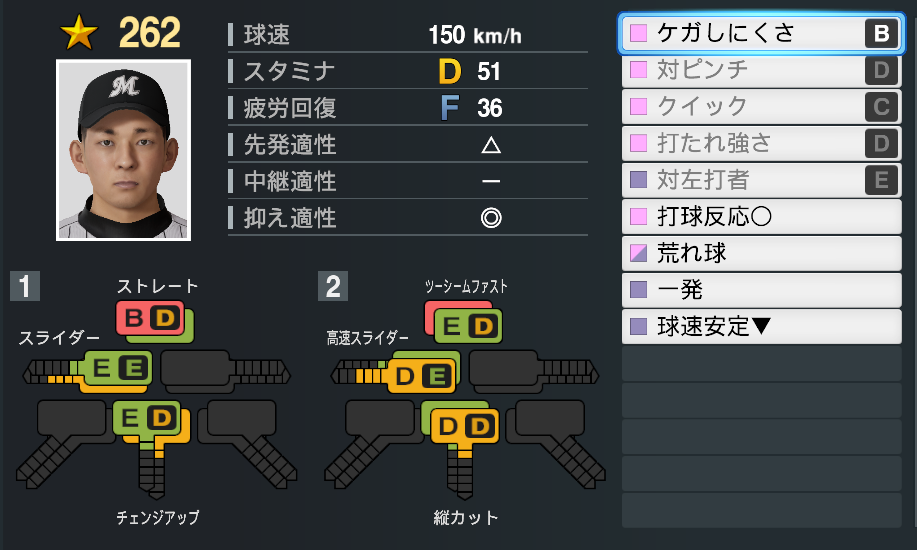 262
M
球速 150 km/h
スタミナ D 51
疲労回復 F 36
先発適性 △
中継適性 ー
抑え適性 ◎
1
ストレート
B D
スライダー
E E
E D
チェンジアップ
2
ツーシームファスト
E D
高速スライダー
D E
D D
縦カット
ケガしにくさ B
対ピンチ D
クイック C
打たれ強さ D
対左打者 E
打球反応○
荒れ球
一発
球速安定▼